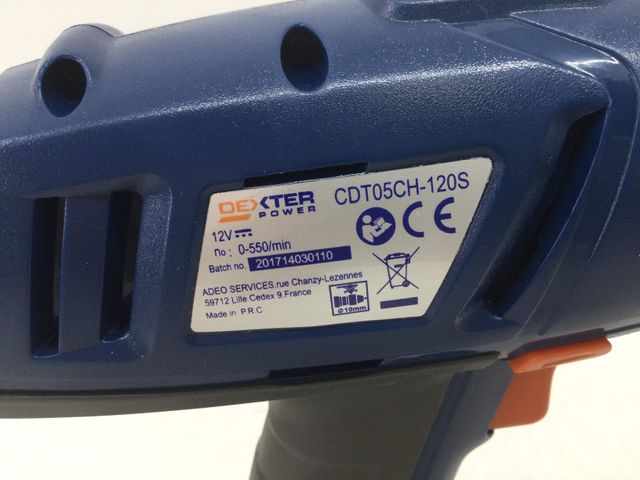 DEXTER
POWER
CDT05CH-120S
12V
no : 0-550/min
Batch no. 201714030110
CE
ADEO SERVICES.rue Chanzy-Lezennes
59712 Lille Cedex 9.France
Made in P.R.C
ø10mm